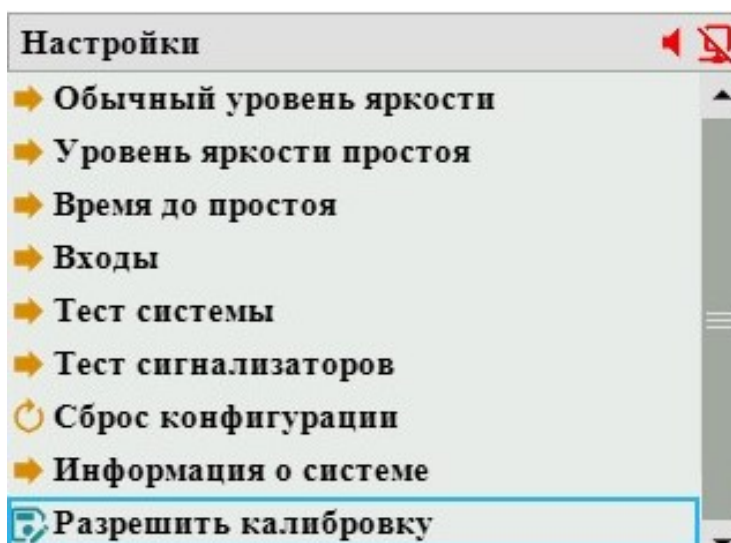 Настройки
Обычный уровень яркости
Уровень яркости простоя
Время до простоя
Входы
Тест системы
Тест сигнализаторов
Сброс конфигурации
Информация о системе
Разрешить калибровку